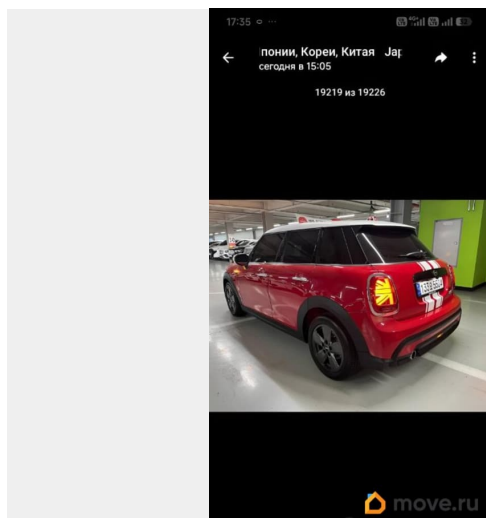 17:35
понии, Кореи, Китая Jap
сегодня в 15:05
19219 из 19226
move.ru